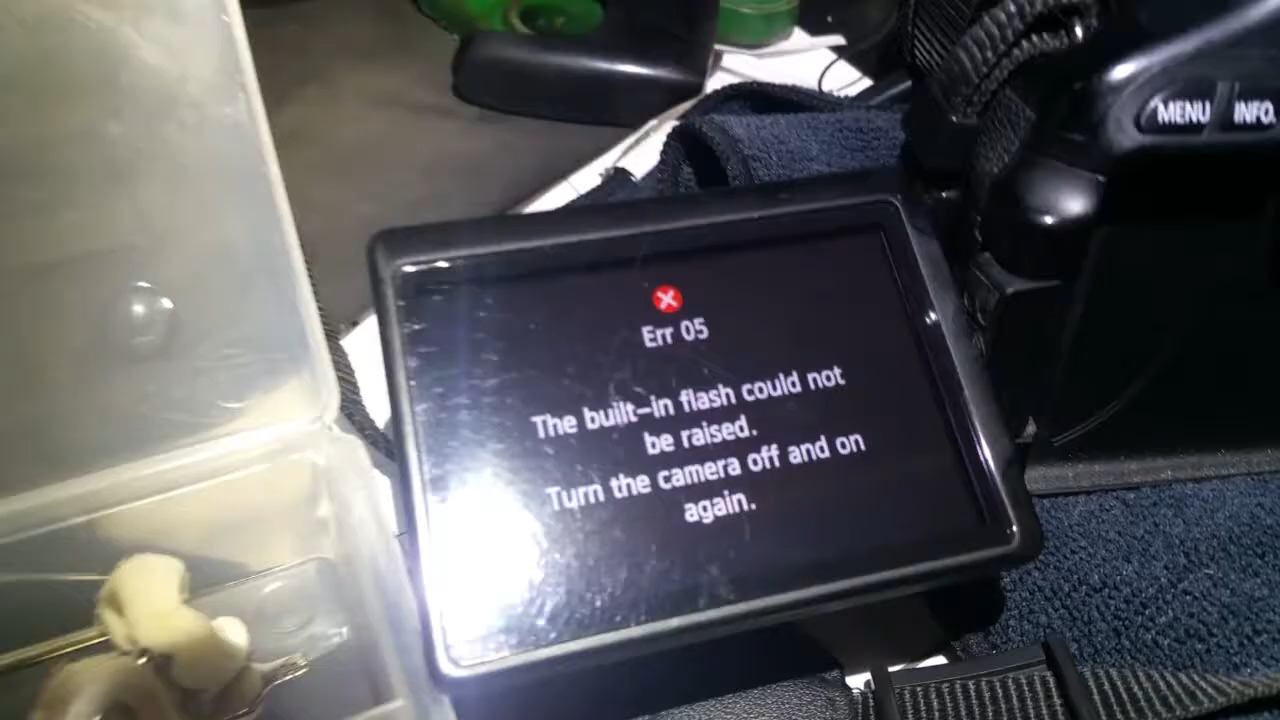 MENU INFO.
Err 05
The built-in flash could not
be raised.
Turn the camera off and on
again.